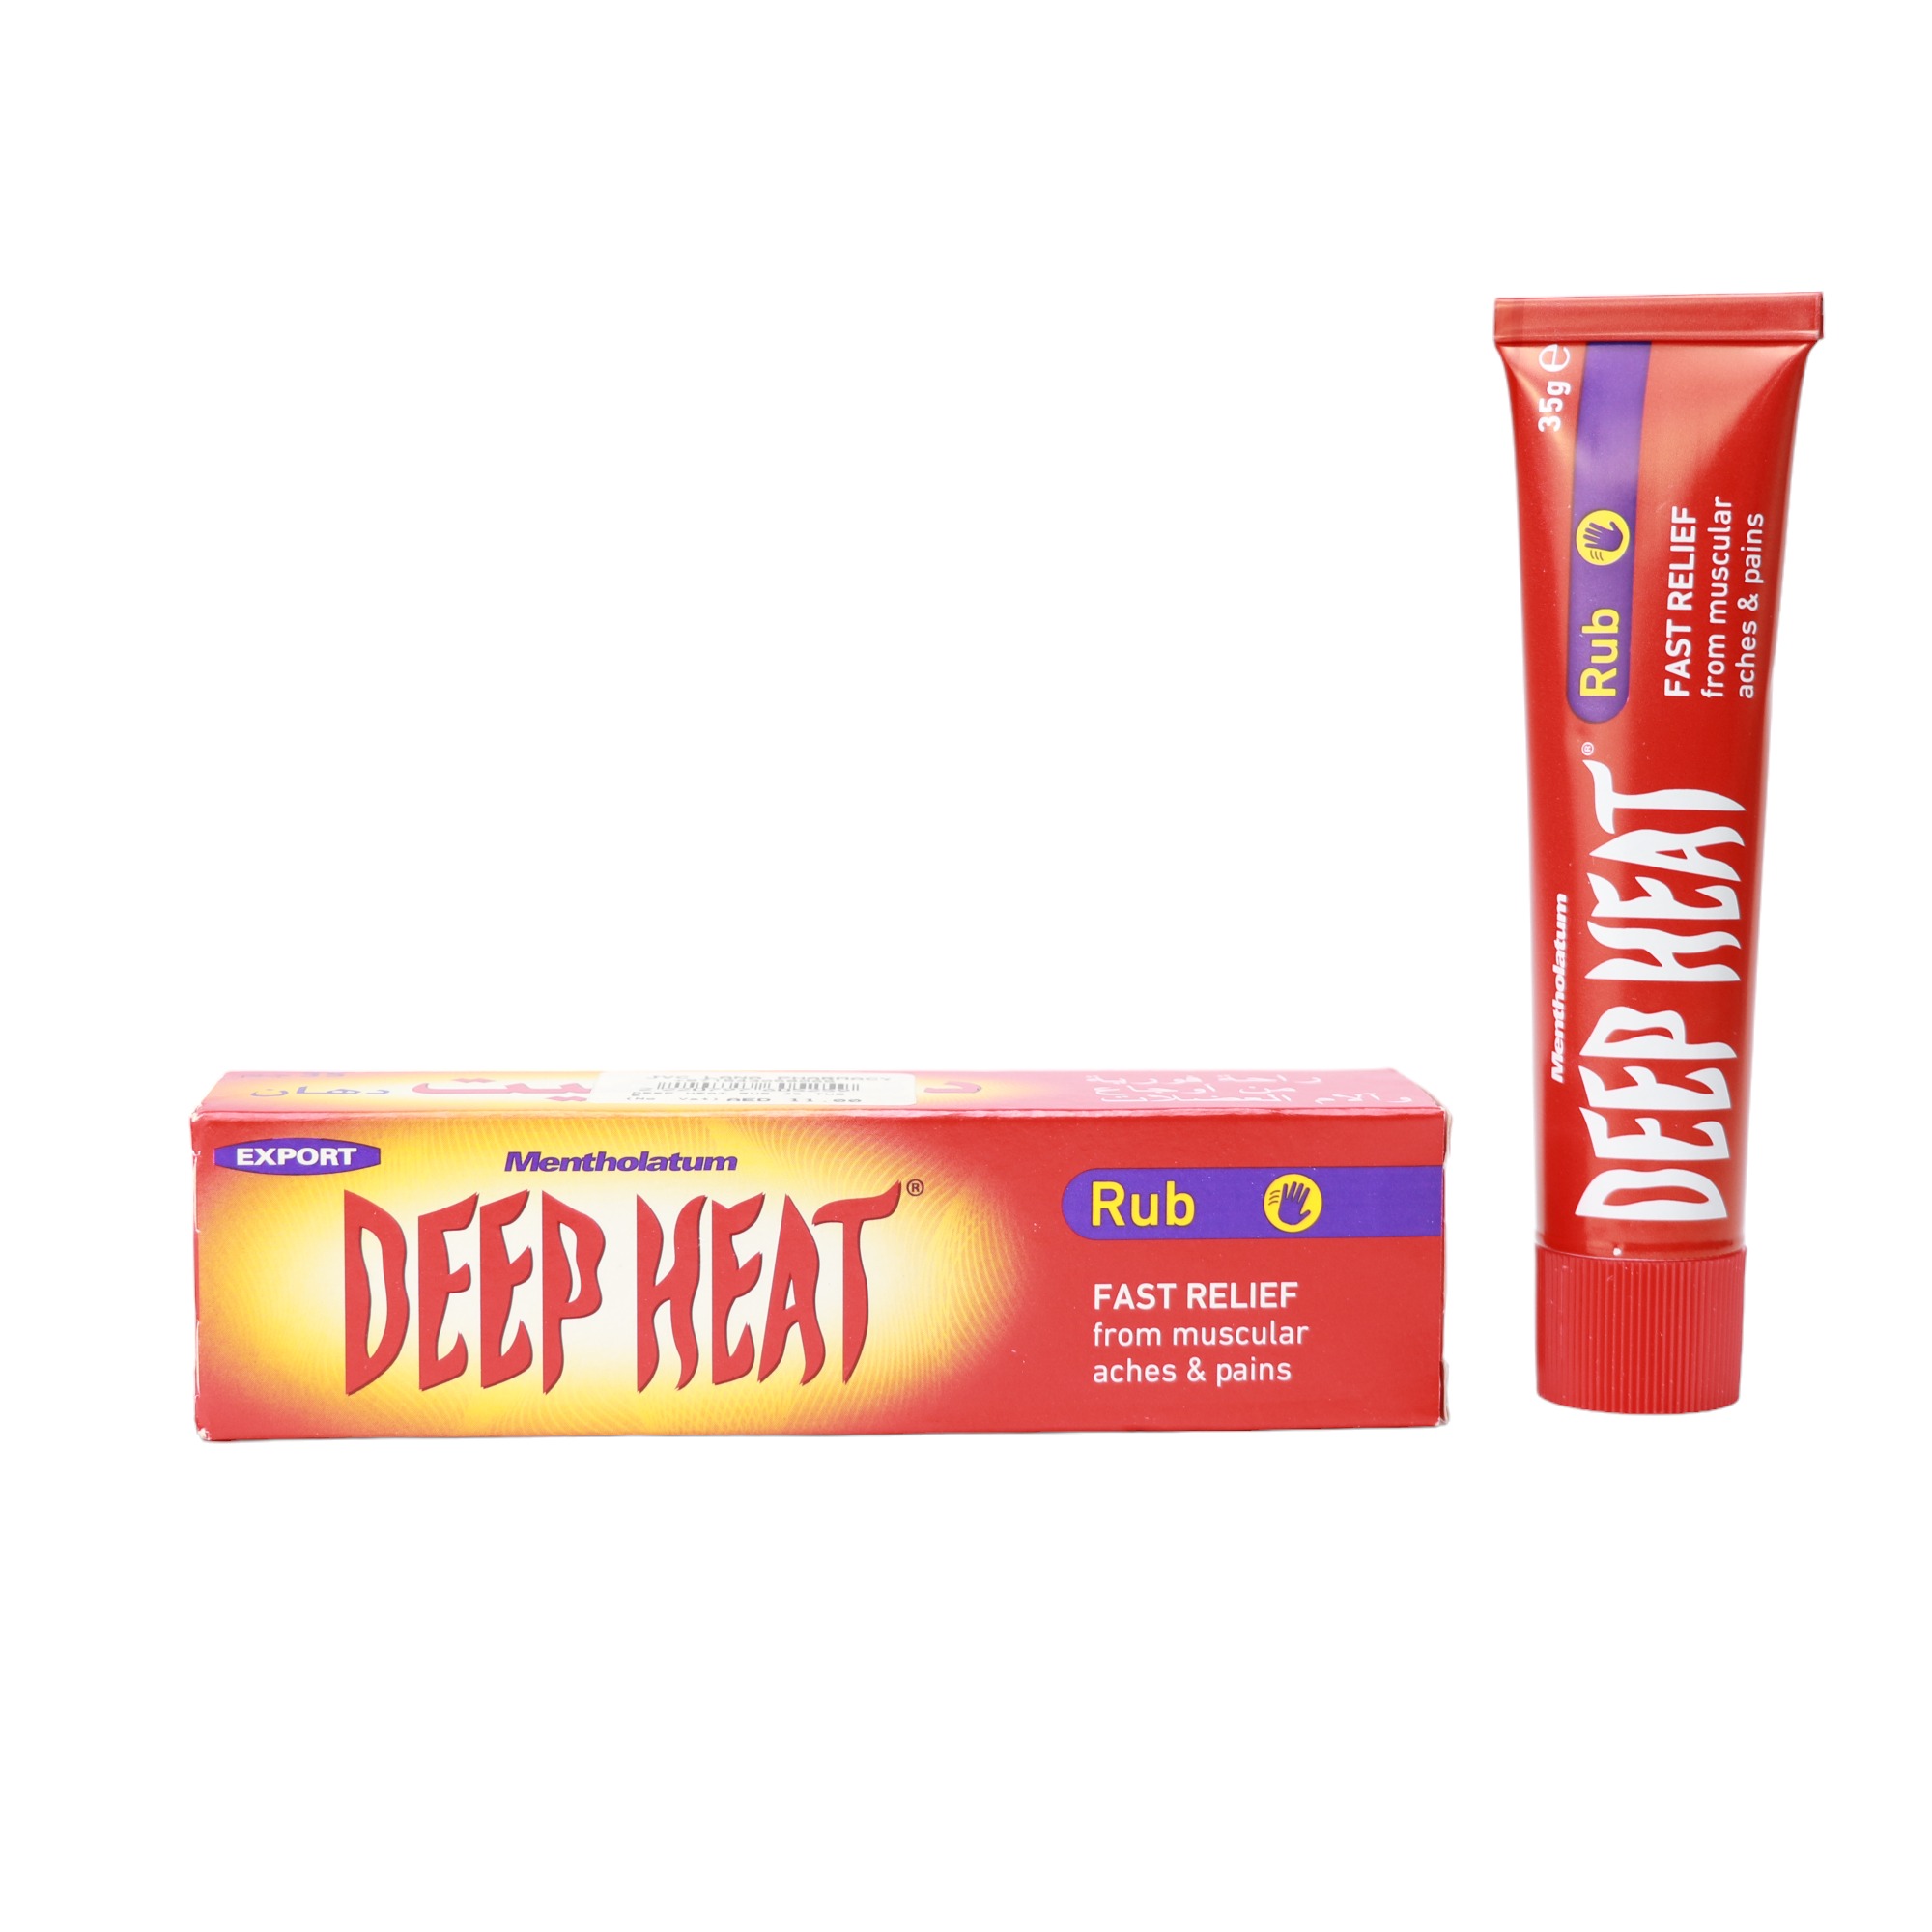 دهان
EXPORT
Mentholatum
DEEP HEAT®
Rub
FAST RELIEF
from muscular
aches & pains
Mentholatum
DEEP HEAT®
Rub
35g e
FAST RELIEF
from muscular
aches & pains